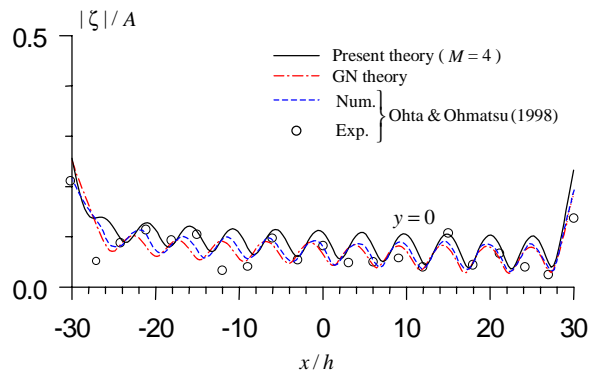 |ζ|/A
0.5
Present theory ( M = 4 )
GN theory
Num.
Exp.
Ohta & Ohmatsu (1998)
y = 0
0.0
-30 -20 -10 0 10 20 30
x/h